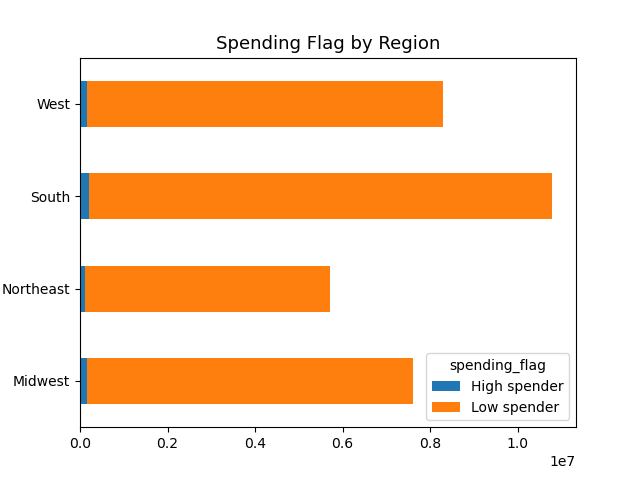 Spending Flag by Region
West
South
Northeast
Midwest
spending_flag
High spender
Low spender
0.0 0.2 0.4 0.6 0.8 1.0
1e7